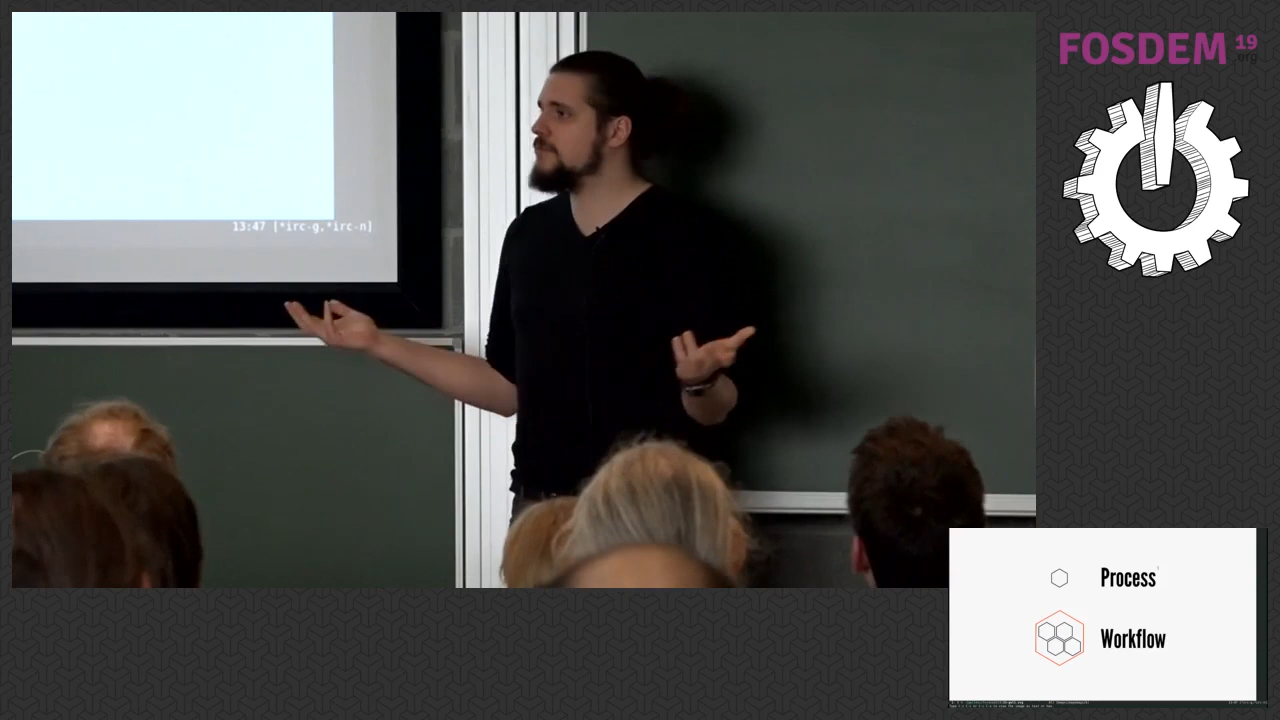 FOSDEM 19
.org
13:47 [*irc-g,*irc-n]
Process
Workflow